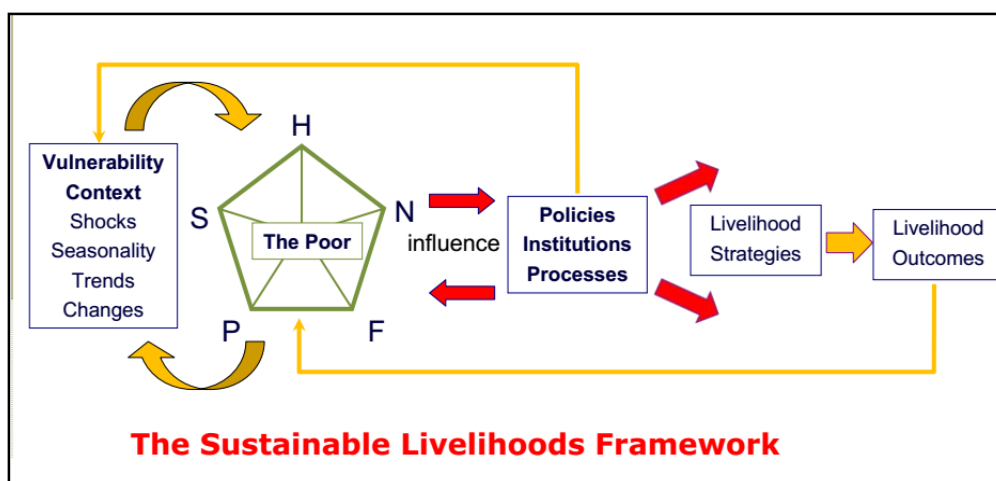 Vulnerability
Context
Shocks
Seasonality
Trends
Changes
H
S
N
The Poor
P
F
influence
Policies
Institutions
Processes
Livelihood
Strategies
Livelihood
Outcomes
The Sustainable Livelihoods Framework